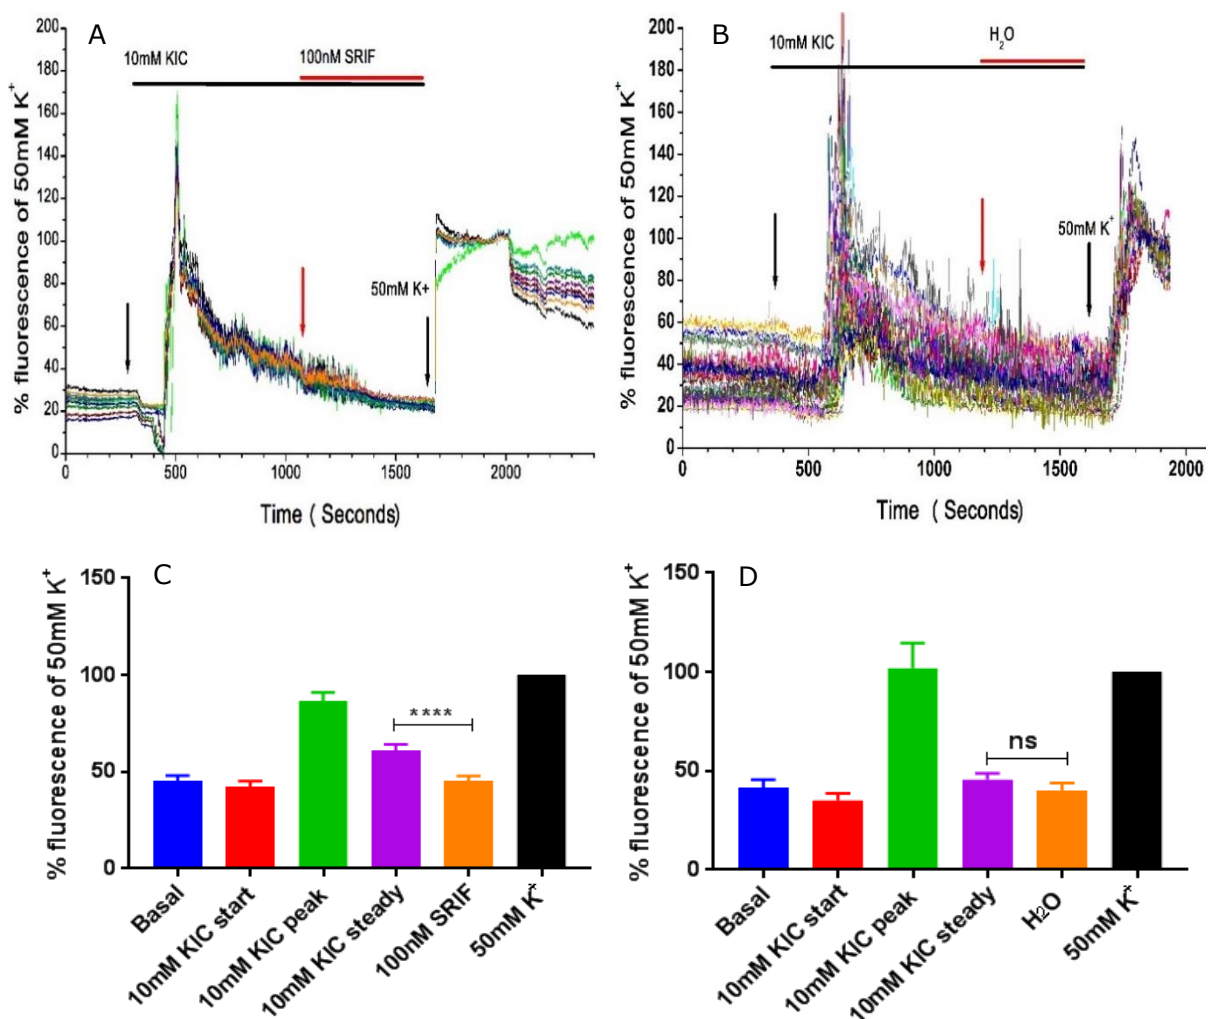 A
10mM KIC
100nM SRIF
50mM K+
% fluorescence of 50mM K+
200
180
160
140
120
100
80
60
40
20
0
0 500 1000 1500 2000
Time ( Seconds)
B
10mM KIC
H2O
50mM K+
% fluorescence of 50mM K+
200
180
160
140
120
100
80
60
40
20
0
0 500 1000 1500 2000
Time ( Seconds)
C
% fluorescence of 50mM K+
150
100
50
0
****
Basal
10mM KIC start
10mM KIC peak
10mM KIC steady
100nM SRIF
50mM K+
D
% fluorescence of 50mM K+
150
100
50
0
ns
Basal
10mM KIC start
10mM KIC peak
10mM KIC steady
H2O
50mM K+